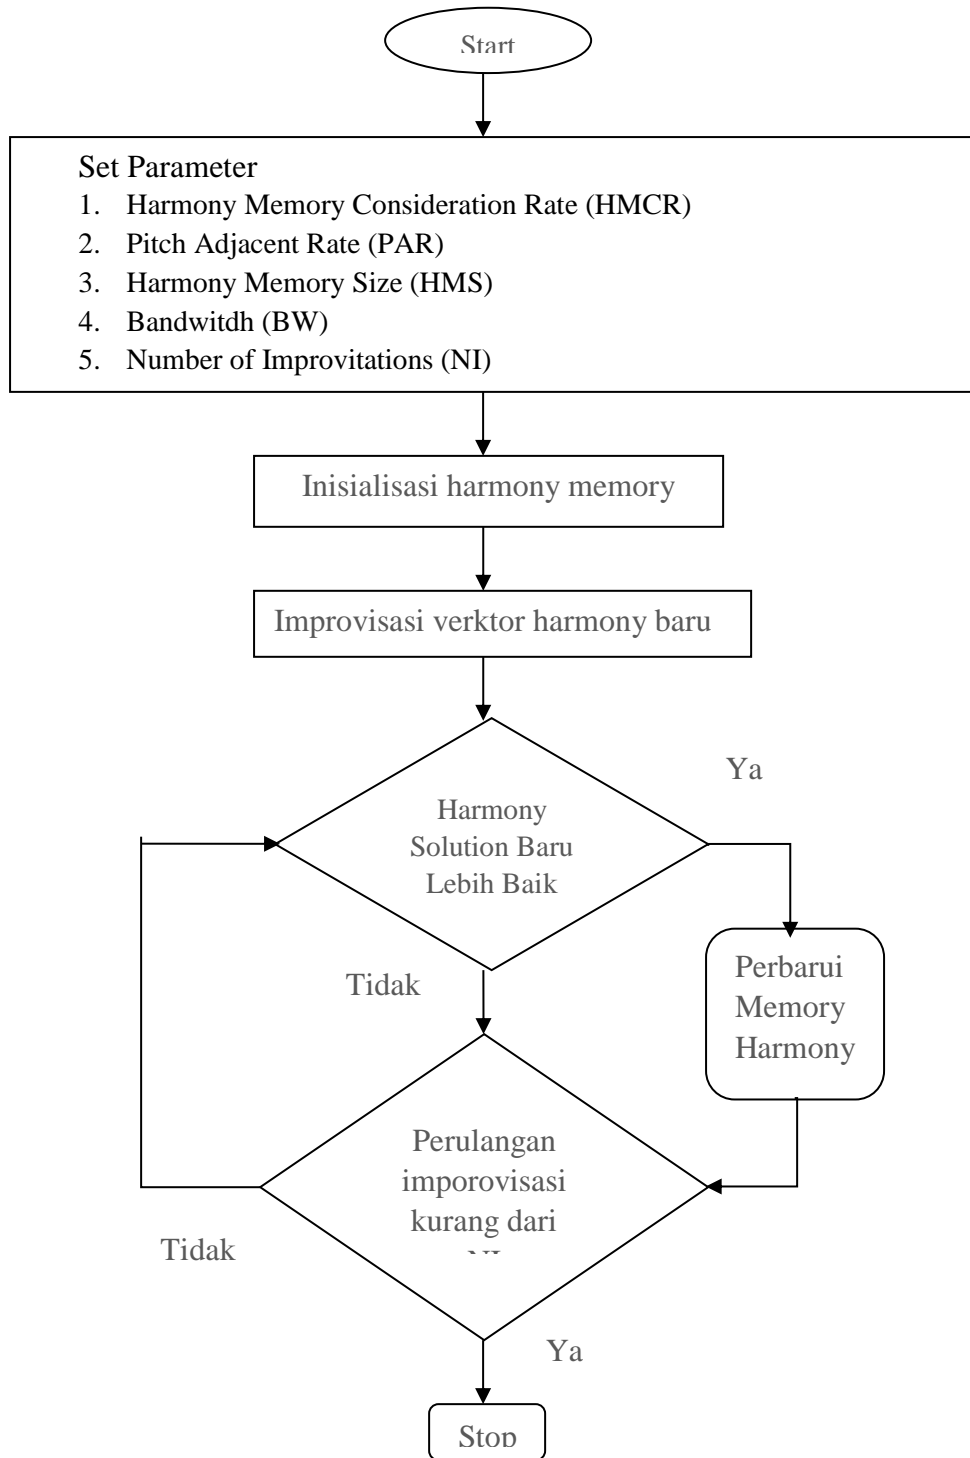 Start
Set Parameter
1. Harmony Memory Consideration Rate (HMCR)
2. Pitch Adjacent Rate (PAR)
3. Harmony Memory Size (HMS)
4. Bandwitdh (BW)
5. Number of Improvitations (NI)
Inisialisasi harmony memory
Improvisasi verktor harmony baru
Ya
Harmony
Solution Baru
Lebih Baik
Perbarui
Memory
Harmony
Tidak
Perulangan
imporovisasi
kurang dari
NI
Tidak
Ya
Stop